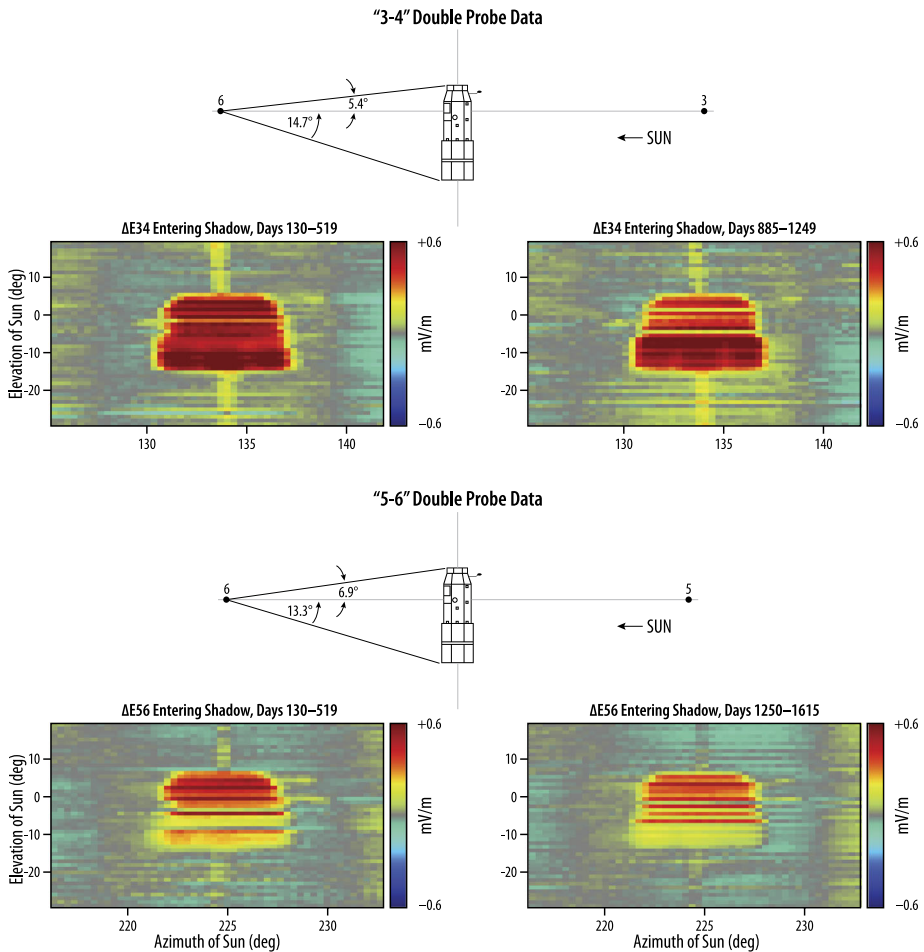 "3-4" Double Probe Data
6
5.4°
14.7°
3
← SUN
ΔE34 Entering Shadow, Days 130–519
ΔE34 Entering Shadow, Days 885–1249
Elevation of Sun (deg)
10
0
-10
-20
130
135
140
+0.6
mV/m
−0.6
10
0
-10
-20
130
135
140
+0.6
mV/m
−0.6
"5-6" Double Probe Data
6
6.9°
13.3°
5
← SUN
ΔE56 Entering Shadow, Days 130–519
ΔE56 Entering Shadow, Days 1250–1615
Elevation of Sun (deg)
10
0
-10
-20
220
225
230
Azimuth of Sun (deg)
+0.6
mV/m
−0.6
10
0
-10
-20
220
225
230
Azimuth of Sun (deg)
+0.6
mV/m
−0.6